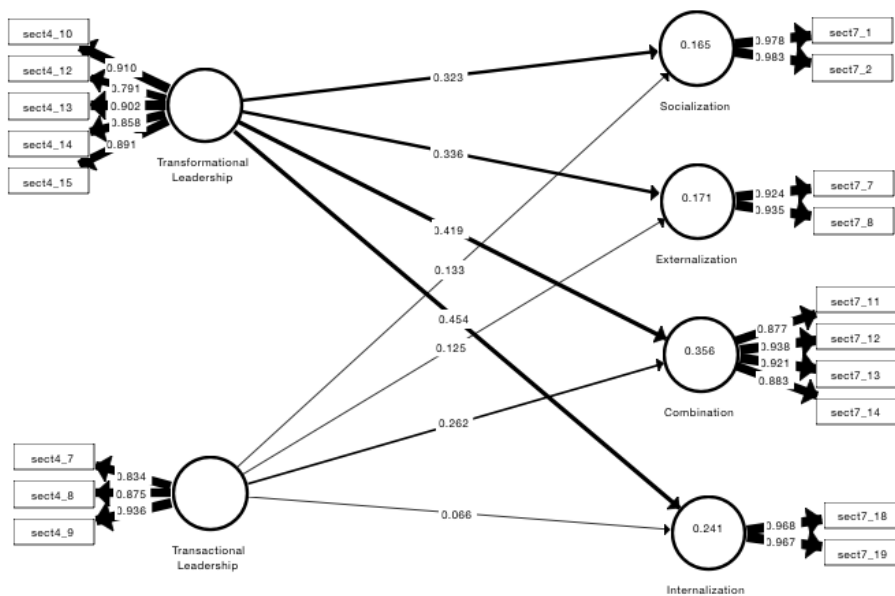 sect4_10
sect4_12
sect4_13
sect4_14
sect4_15
0.910
0.791
0.902
0.858
0.891
Transformational
Leadership
sect4_7
sect4_8
sect4_9
0.834
0.875
0.936
Transactional
Leadership
0.323
0.336
0.419
0.133
0.454
0.125
0.262
0.066
0.165
Socialization
0.978
0.983
sect7_1
sect7_2
0.171
Externalization
0.924
0.935
sect7_7
sect7_8
0.356
Combination
0.877
0.938
0.921
0.883
sect7_11
sect7_12
sect7_13
sect7_14
0.241
Internalization
0.968
0.967
sect7_18
sect7_19